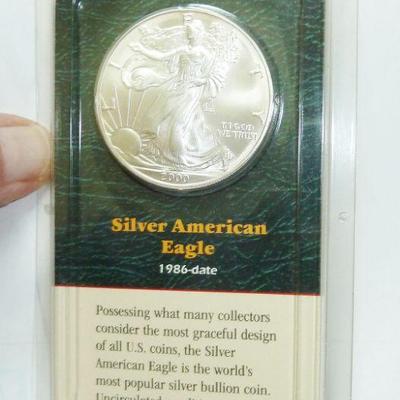 LIBERTY
IN GOD
WE TRUST
2000
Silver American
Eagle
1986-date
Possessing what many collectors
consider the most graceful design
of all U.S. coins, the Silver
American Eagle is the world's
most popular silver bullion coin.
Uncirculated